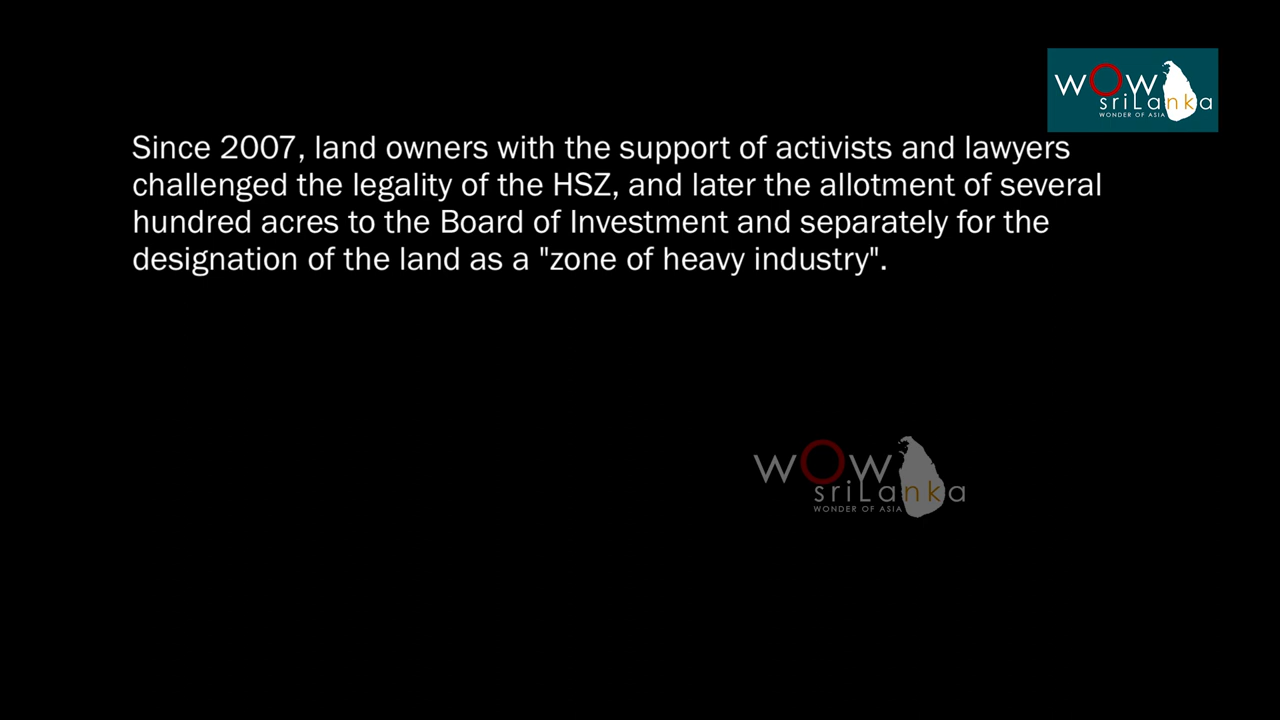 wOw
sriLanka
WONDER OF ASIA
Since 2007, land owners with the support of activists and lawyers
challenged the legality of the HSZ, and later the allotment of several
hundred acres to the Board of Investment and separately for the
designation of the land as a "zone of heavy industry".
wOw
sriLanka
WONDER OF ASIA